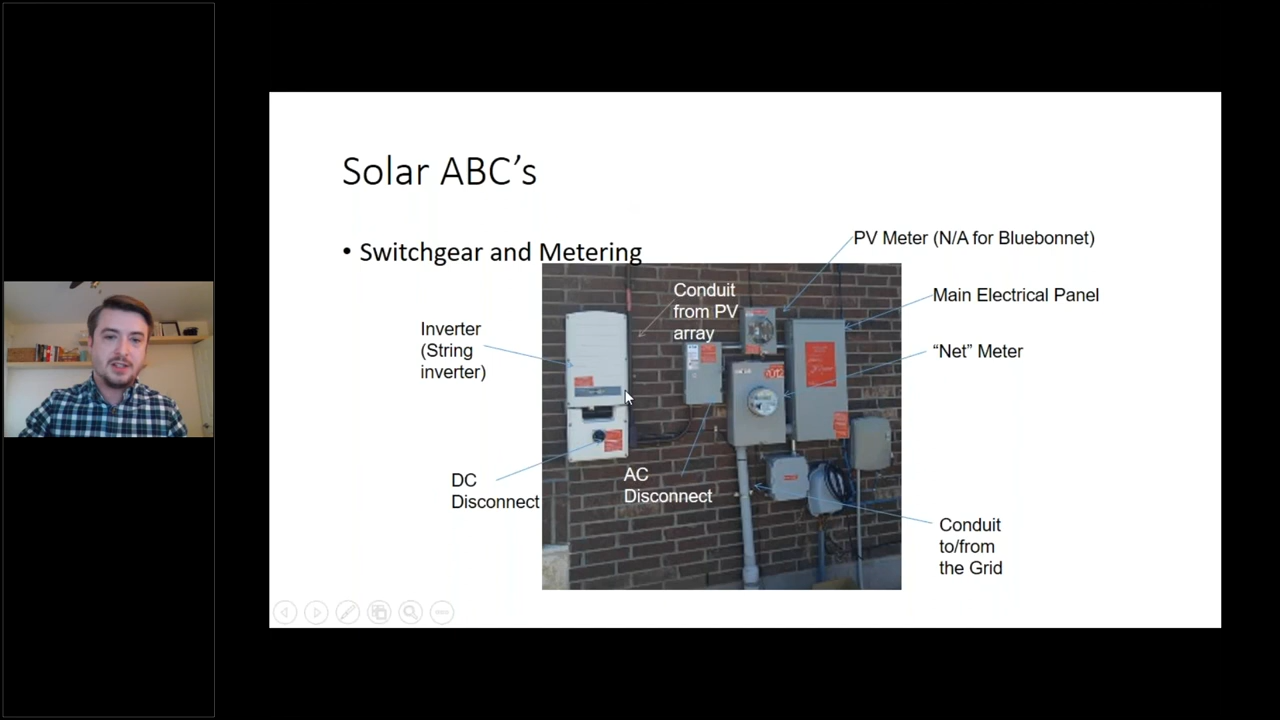 Solar ABC’s
• Switchgear and Metering
PV Meter (N/A for Bluebonnet)
Conduit
from PV
array
Main Electrical Panel
Inverter
(String
inverter)
“Net” Meter
DC
Disconnect
AC
Disconnect
Conduit
to/from
the Grid